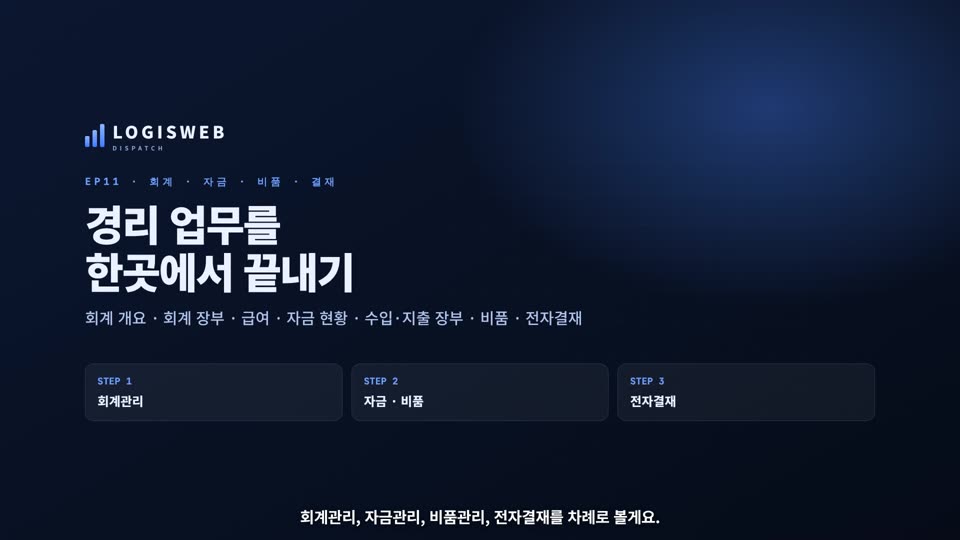 LOGISWEB
DISPATCH
EP11 · 회계 · 자금 · 비품 · 결재
경리 업무를
한곳에서 끝내기
회계 개요 · 회계 장부 · 급여 · 자금 현황 · 수입·지출 장부 · 비품 · 전자결재
STEP 1
회계관리
STEP 2
자금 · 비품
STEP 3
전자결재
회계관리, 자금관리, 비품관리, 전자결재를 차례로 볼게요.